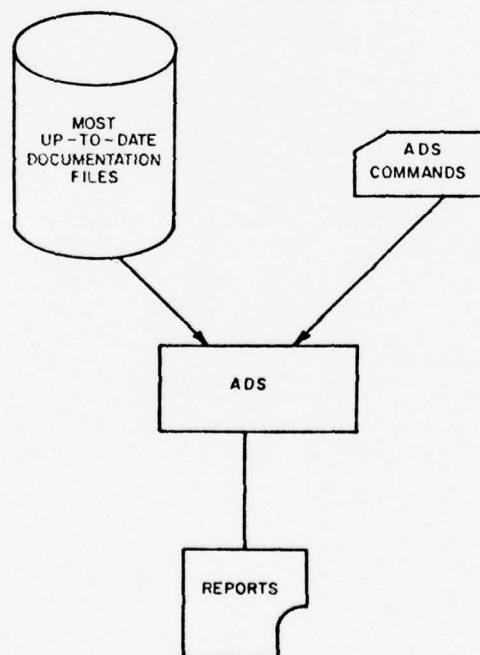 MOST
UP-TO-DATE
DOCUMENTATION
FILES
ADS
COMMANDS
ADS
REPORTS